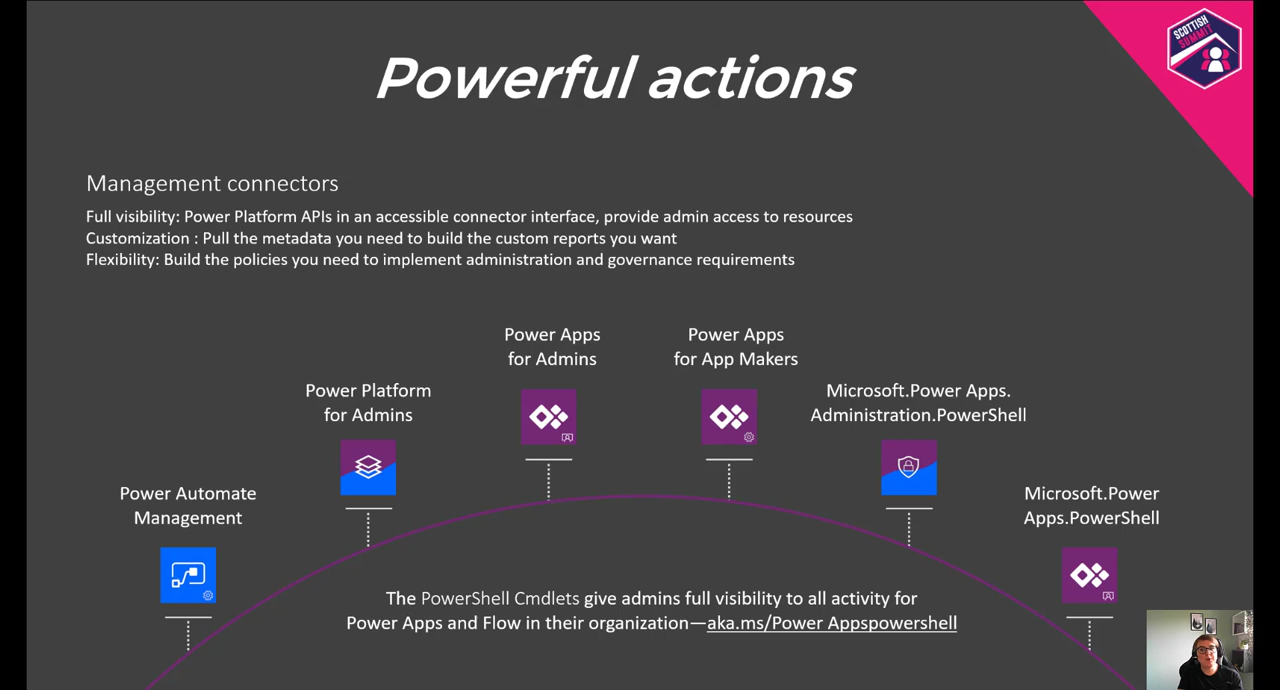 SCOTTISH
SUMMIT
Powerful actions
Management connectors
Full visibility: Power Platform APIs in an accessible connector interface, provide admin access to resources
Customization : Pull the metadata you need to build the custom reports you want
Flexibility: Build the policies you need to implement administration and governance requirements
Power Automate
Management
Power Platform
for Admins
Power Apps
for Admins
Power Apps
for App Makers
Microsoft.Power Apps.
Administration.PowerShell
Microsoft.Power
Apps.PowerShell
The PowerShell Cmdlets give admins full visibility to all activity for
Power Apps and Flow in their organization—aka.ms/Power Appspowershell